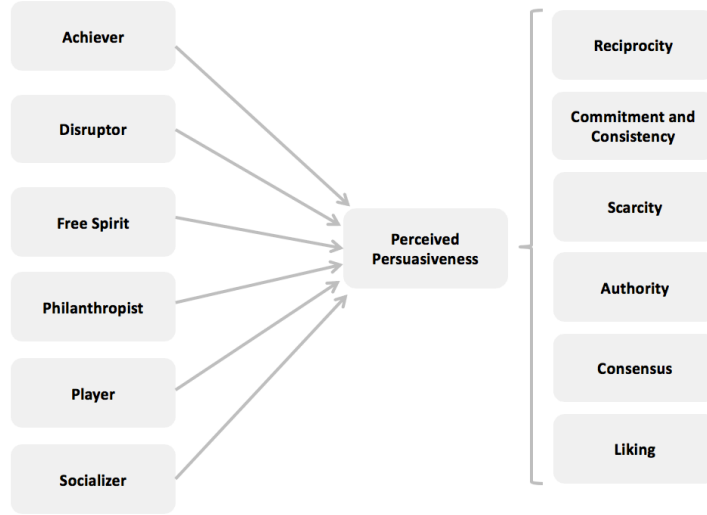 Achiever
Disruptor
Free Spirit
Philanthropist
Player
Socializer
Perceived
Persuasiveness
Reciprocity
Commitment and
Consistency
Scarcity
Authority
Consensus
Liking